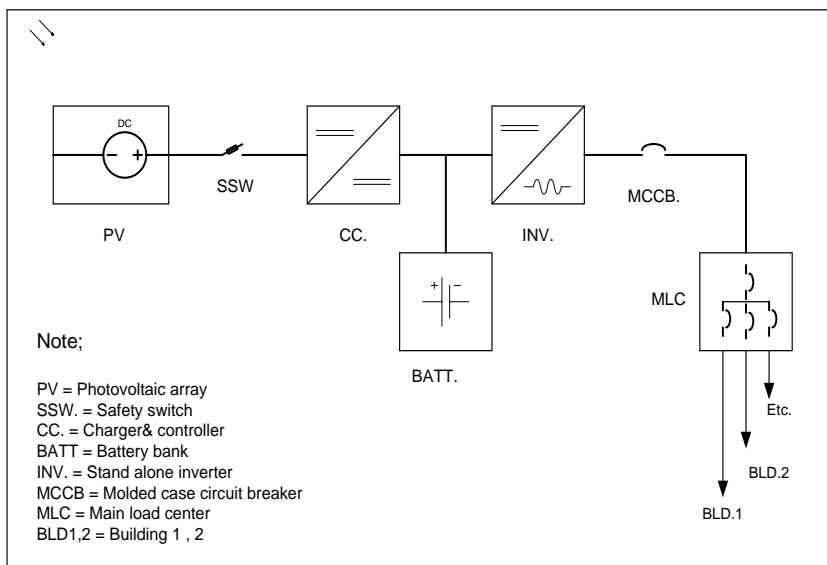 DC
− +
SSW
MCCB.
PV
CC.
INV.
+ −
MLC
BATT.
Note;
PV = Photovoltaic array
SSW. = Safety switch
CC. = Charger& controller
BATT = Battery bank
INV. = Stand alone inverter
MCCB = Molded case circuit breaker
MLC = Main load center
BLD1,2 = Building 1 , 2
Etc.
BLD.2
BLD.1